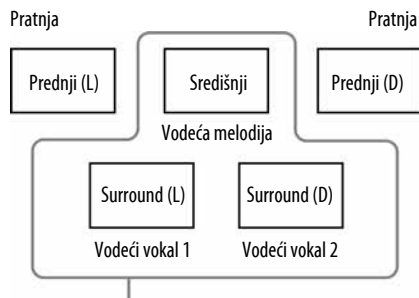 Pratnja Pratnja
Prednji (L) Središnji Prednji (D)
Vodeća melodija
Surround (L) Surround (D)
Vodeći vokal 1 Vodeći vokal 2